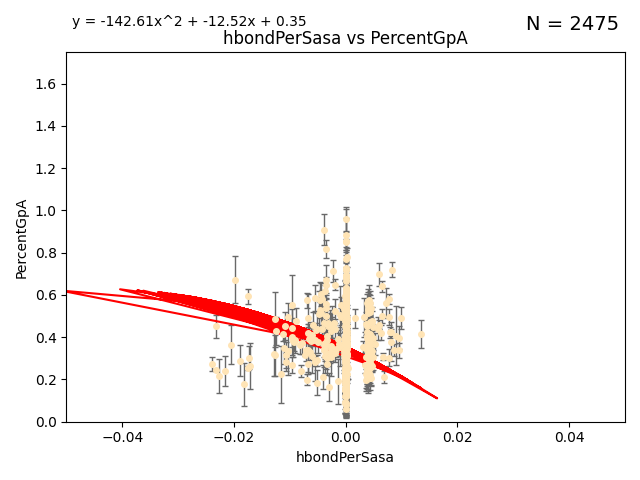 y = -142.61x^2 + -12.52x + 0.35
N = 2475
hbondPerSasa vs PercentGpA
1.6
1.4
1.2
1.0
0.8
0.6
0.4
0.2
0.0
PercentGpA
−0.04
−0.02
0.00
0.02
0.04
hbondPerSasa